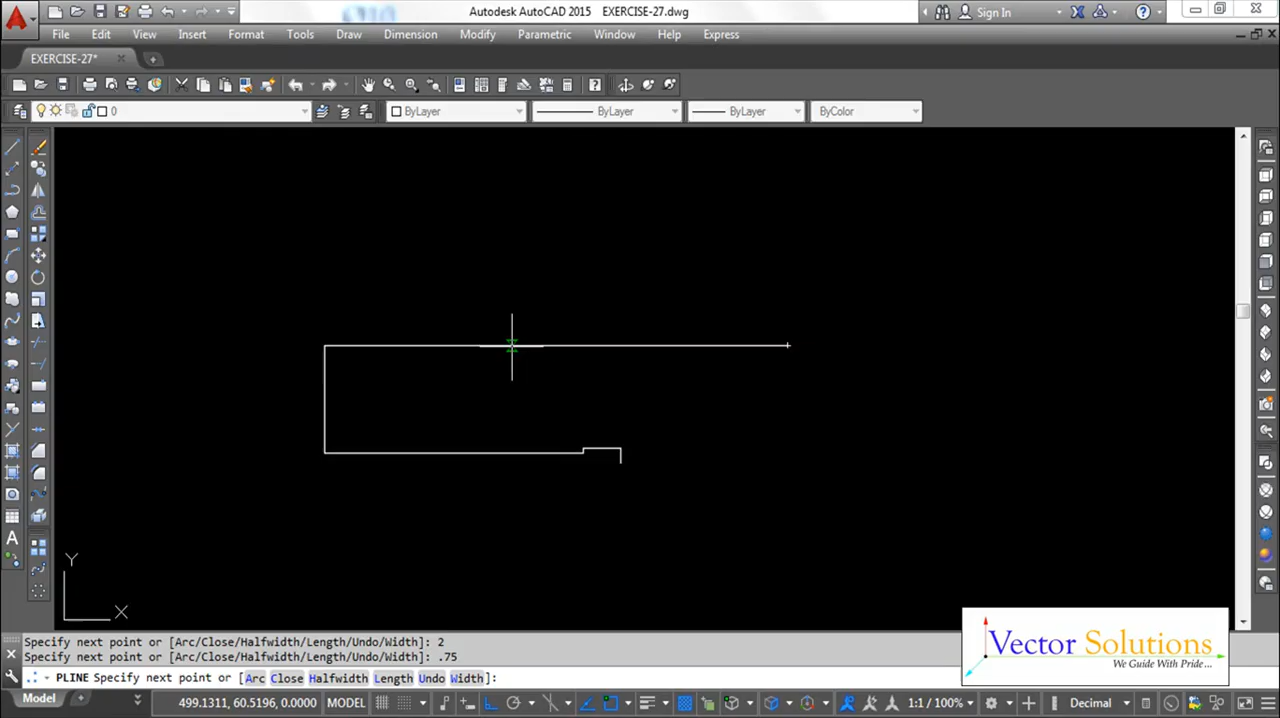 Autodesk AutoCAD 2015 EXERCISE-27.dwg
Sign In
File Edit View Insert Format Tools Draw Dimension Modify Parametric Window Help Express
EXERCISE-27*
0
ByLayer
ByLayer
ByLayer
ByColor
A
Y
X
Specify next point or [Arc/Close/Halfwidth/Length/Undo/Width]: 2
Specify next point or [Arc/Close/Halfwidth/Length/Undo/Width]: .75
PLINE Specify next point or [Arc Close Halfwidth Length Undo Width]:
Vector Solutions
We Guide With Pride...
Model
499.1311, 60.5196, 0.0000 MODEL
1:1 / 100%
Decimal